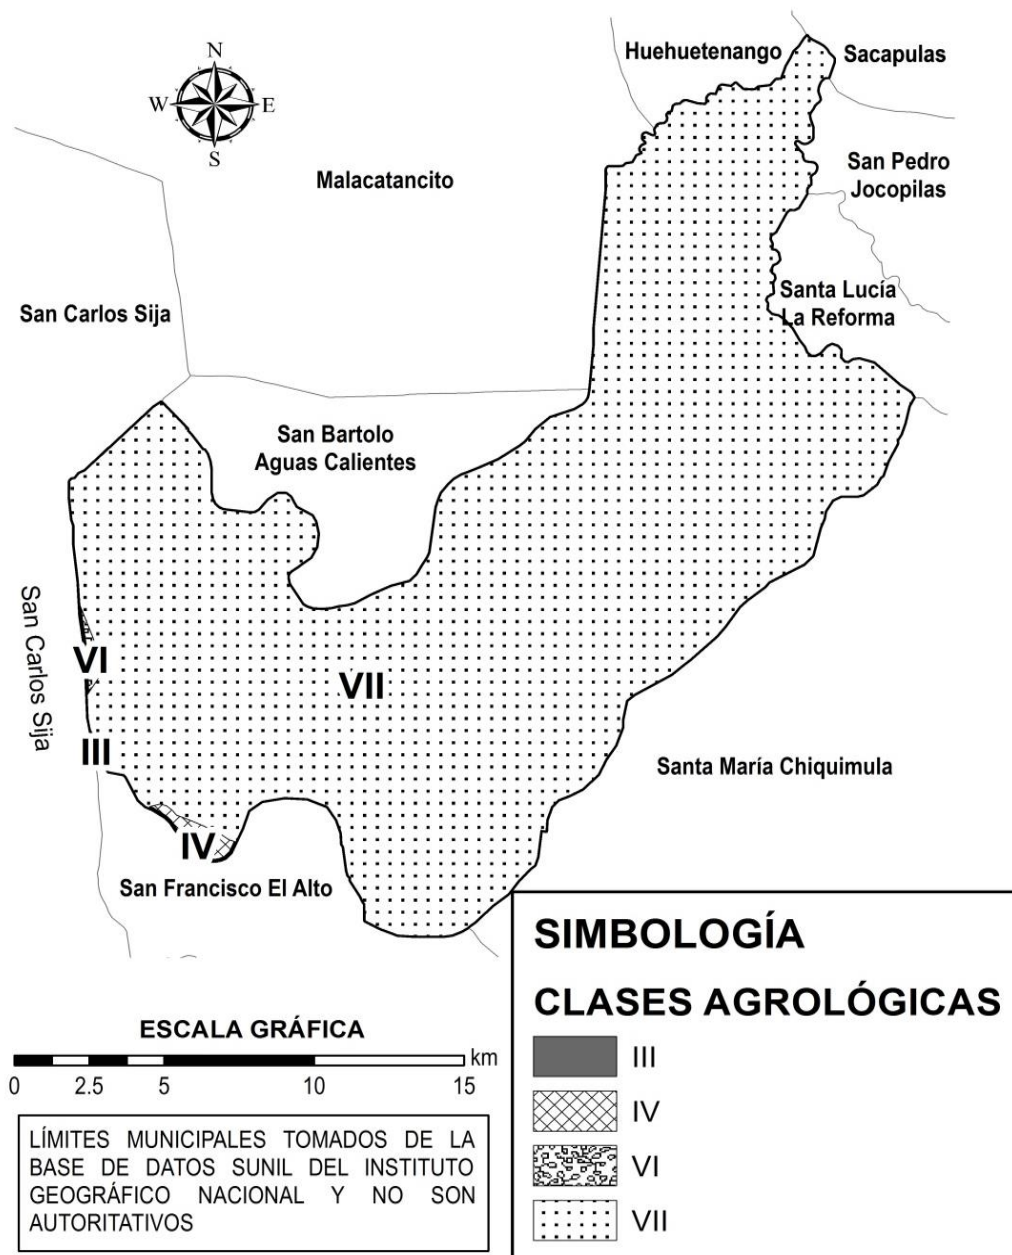 N
W
E
S
Huehuetenango
Sacapulas
Malacatancito
San Pedro
Jocopilas
San Carlos Sija
Santa Lucía
La Reforma
San Bartolo
Aguas Calientes
San Carlos Sija
VI
VII
III
Santa María Chiquimula
IV
San Francisco El Alto
SIMBOLOGÍA
CLASES AGROLÓGICAS
III
IV
VI
VII
ESCALA GRÁFICA
km
0 2.5 5 10 15
LÍMITES MUNICIPALES TOMADOS DE LA
BASE DE DATOS SUNIL DEL INSTITUTO
GEOGRÁFICO NACIONAL Y NO SON
AUTORITATIVOS